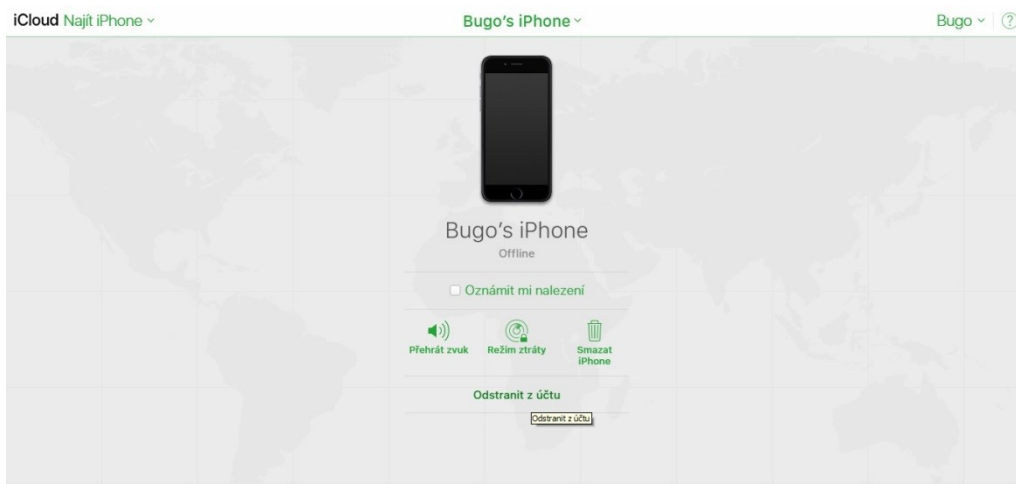 iCloud Najít iPhone
Bugo’s iPhone
Bugo
?
Bugo’s iPhone
Offline
Oznámit mi nalezení
Přehrát zvuk
Režim ztráty
Smazat
iPhone
Odstranit z účtu
Odstranit z účtu